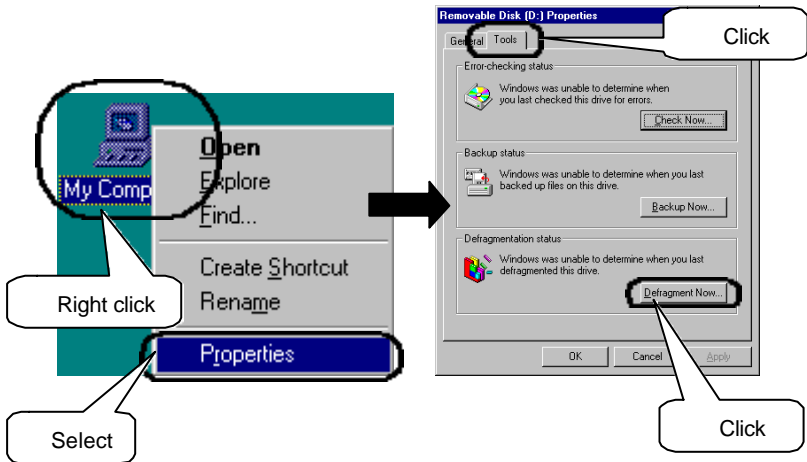 My Comp
Open
Explore
Find...
Create Shortcut
Rename
Properties
Right click
Select
Removable Disk (D:) Properties
General
Tools
Click
Error-checking status
Windows was unable to determine when
you last checked this drive for errors.
Check Now...
Backup status
Windows was unable to determine when you last
backed up files on this drive.
Backup Now...
Defragmentation status
Windows was unable to determine when you last
defragmented this drive.
Defragment Now...
OK
Cancel
Apply
Click